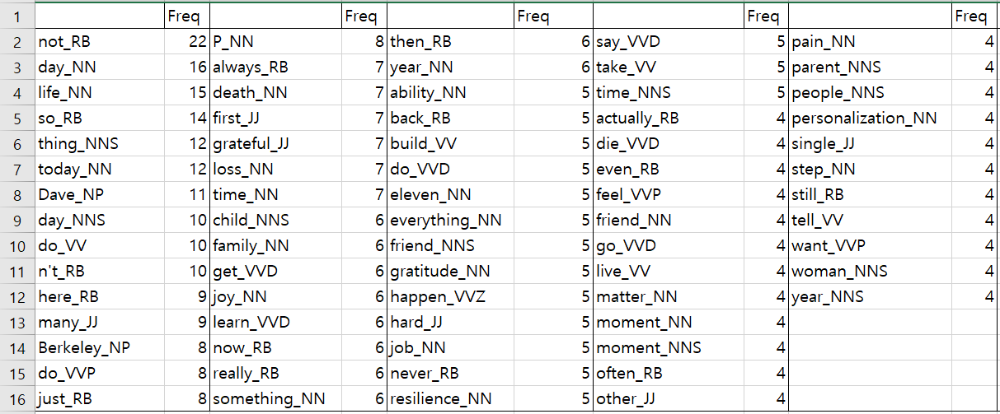 1 Freq Freq Freq Freq Freq
2 not_RB 22 P_NN 8 then_RB 6 say_VVD 5 pain_NN 4
3 day_NN 16 always_RB 7 year_NN 6 take_VV 5 parent_NNS 4
4 life_NN 15 death_NN 7 ability_NN 5 time_NNS 5 people_NNS 4
5 so_RB 14 first_JJ 7 back_RB 5 actually_RB 4 personalization_NN 4
6 thing_NNS 12 grateful_JJ 7 build_VV 5 die_VVD 4 single_JJ 4
7 today_NN 12 loss_NN 7 do_VVD 5 even_RB 4 step_NN 4
8 Dave_NP 11 time_NN 7 eleven_NN 5 feel_VVP 4 still_RB 4
9 day_NNS 10 child_NNS 6 everything_NN 5 friend_NN 4 tell_VV 4
10 do_VV 10 family_NN 6 friend_NNS 5 go_VVD 4 want_VVP 4
11 n't_RB 10 get_VVD 6 gratitude_NN 5 live_VV 4 woman_NNS 4
12 here_RB 9 joy_NN 6 happen_VVZ 5 matter_NN 4 year_NNS 4
13 many_JJ 9 learn_VVD 6 hard_JJ 5 moment_NN 4
14 Berkeley_NP 8 now_RB 6 job_NN 5 moment_NNS 4
15 do_VVP 8 really_RB 6 never_RB 5 often_RB 4
16 just_RB 8 something_NN 6 resilience_NN 5 other_JJ 4